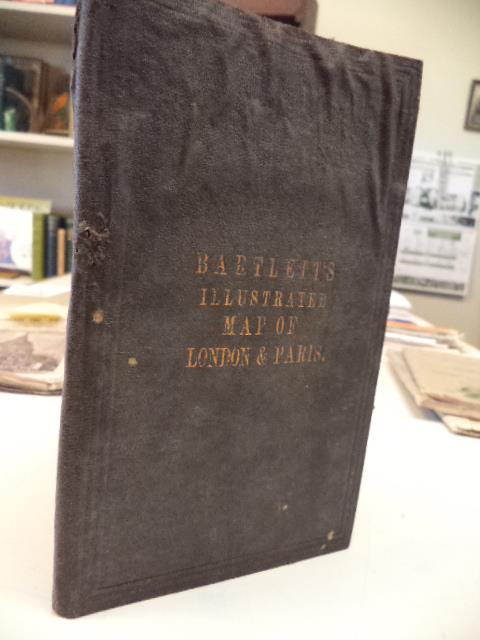 BARTLETT'S
ILLUSTRATED
MAP OF
LONDON & PARIS.